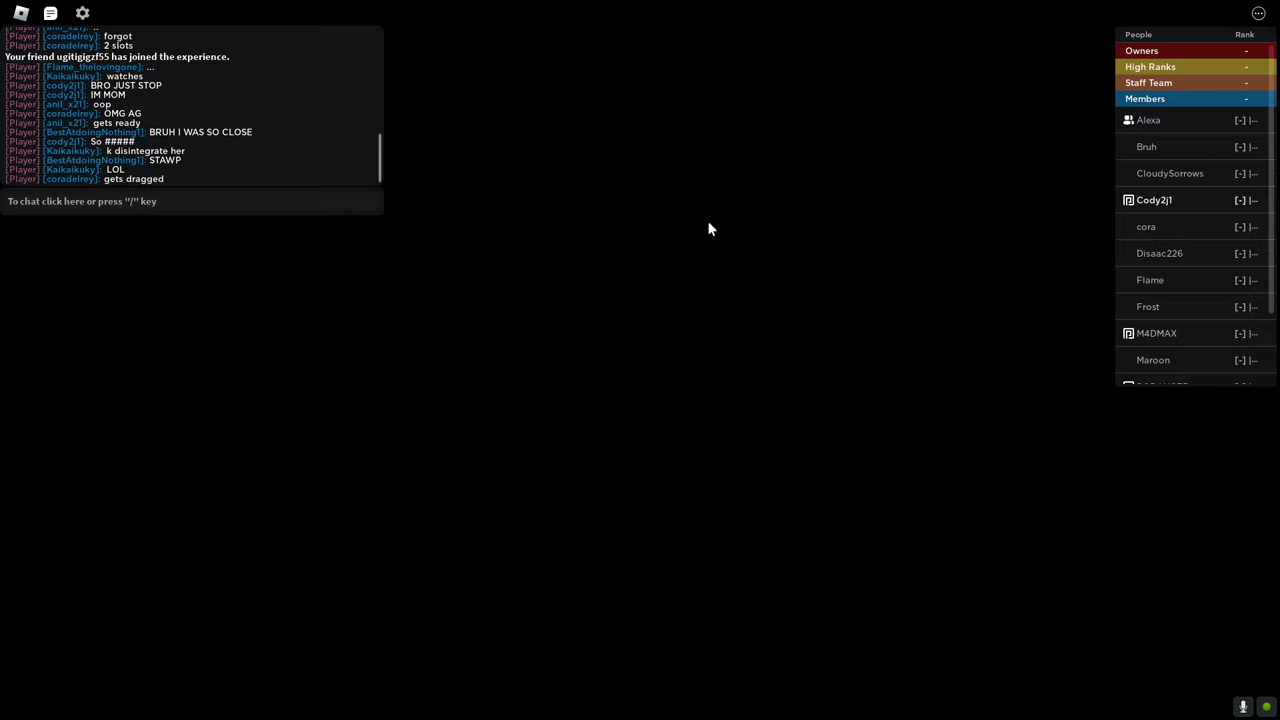 [Player] [anil_x21]: ..
[Player] [coradelrey]: forgot
[Player] [coradelrey]: 2 slots
Your friend ugitigigzf55 has joined the experience.
[Player] [Flame_thelovingone]: ...
[Player] [Kaikaikuky]: watches
[Player] [cody2j1]: BRO JUST STOP
[Player] [cody2j1]: IM MOM
[Player] [anil_x21]: oop
[Player] [coradelrey]: OMG AG
[Player] [anil_x21]: gets ready
[Player] [BestAtdoingNothing1]: BRUH I WAS SO CLOSE
[Player] [cody2j1]: So #####
[Player] [Kaikaikuky]: k disintegrate her
[Player] [BestAtdoingNothing1]: STAWP
[Player] [Kaikaikuky]: LOL
[Player] [coradelrey]: gets dragged
To chat click here or press "/" key
People Rank
Owners -
High Ranks -
Staff Team -
Members -
Alexa [-] |...
Bruh [-] |...
CloudySorrows [-] |...
Cody2j1 [-] |...
cora [-] |...
Disaac226 [-] |...
Flame [-] |...
Frost [-] |...
M4DMAX [-] |...
Maroon [-] |...